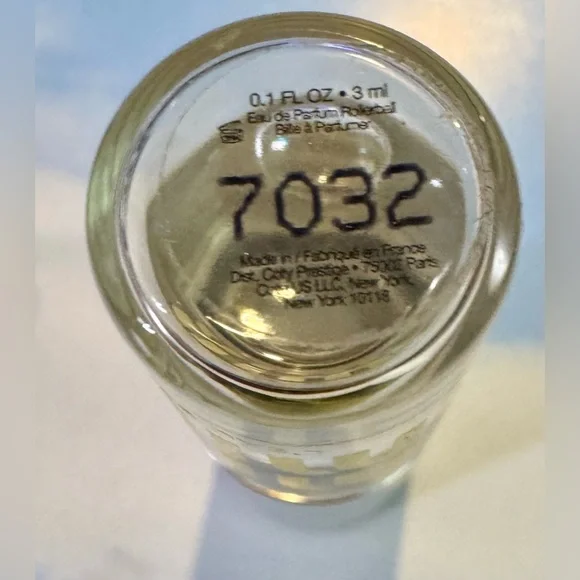 0.1 FL OZ • 3 ml
Eau de Parfum Rollerball
Bille à Parfumer
7032
Made in / Fabriqué en France
Dist. Coty Prestige • 75002 Paris
Coty US LLC, New York,
New York 10118